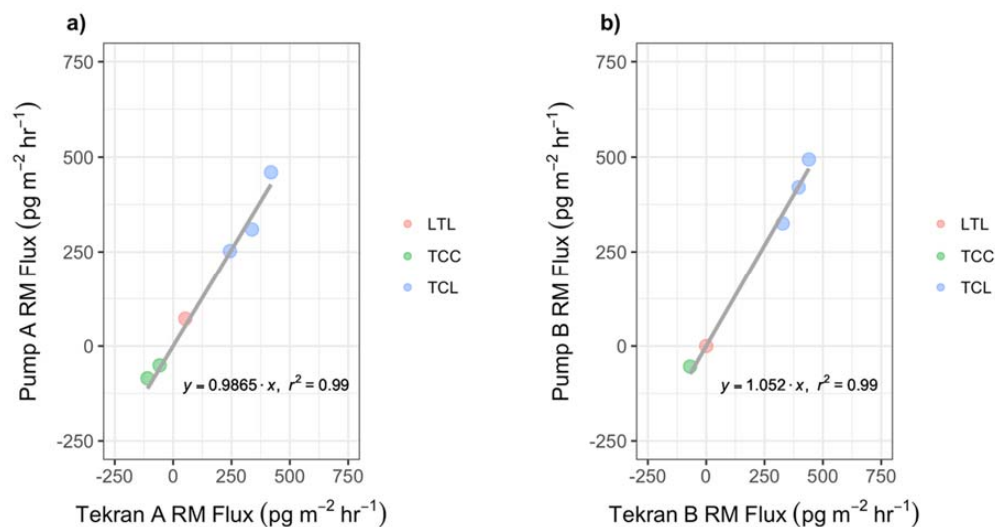 a)
Pump A RM Flux (pg m⁻² hr⁻¹)
750
500
250
0
-250
y = 0.9865 · x, r² = 0.99
-250 0 250 500 750
Tekran A RM Flux (pg m⁻² hr⁻¹)
LTL
TCC
TCL
b)
Pump B RM Flux (pg m⁻² hr⁻¹)
750
500
250
0
-250
y = 1.052 · x, r² = 0.99
-250 0 250 500 750
Tekran B RM Flux (pg m⁻² hr⁻¹)
LTL
TCC
TCL